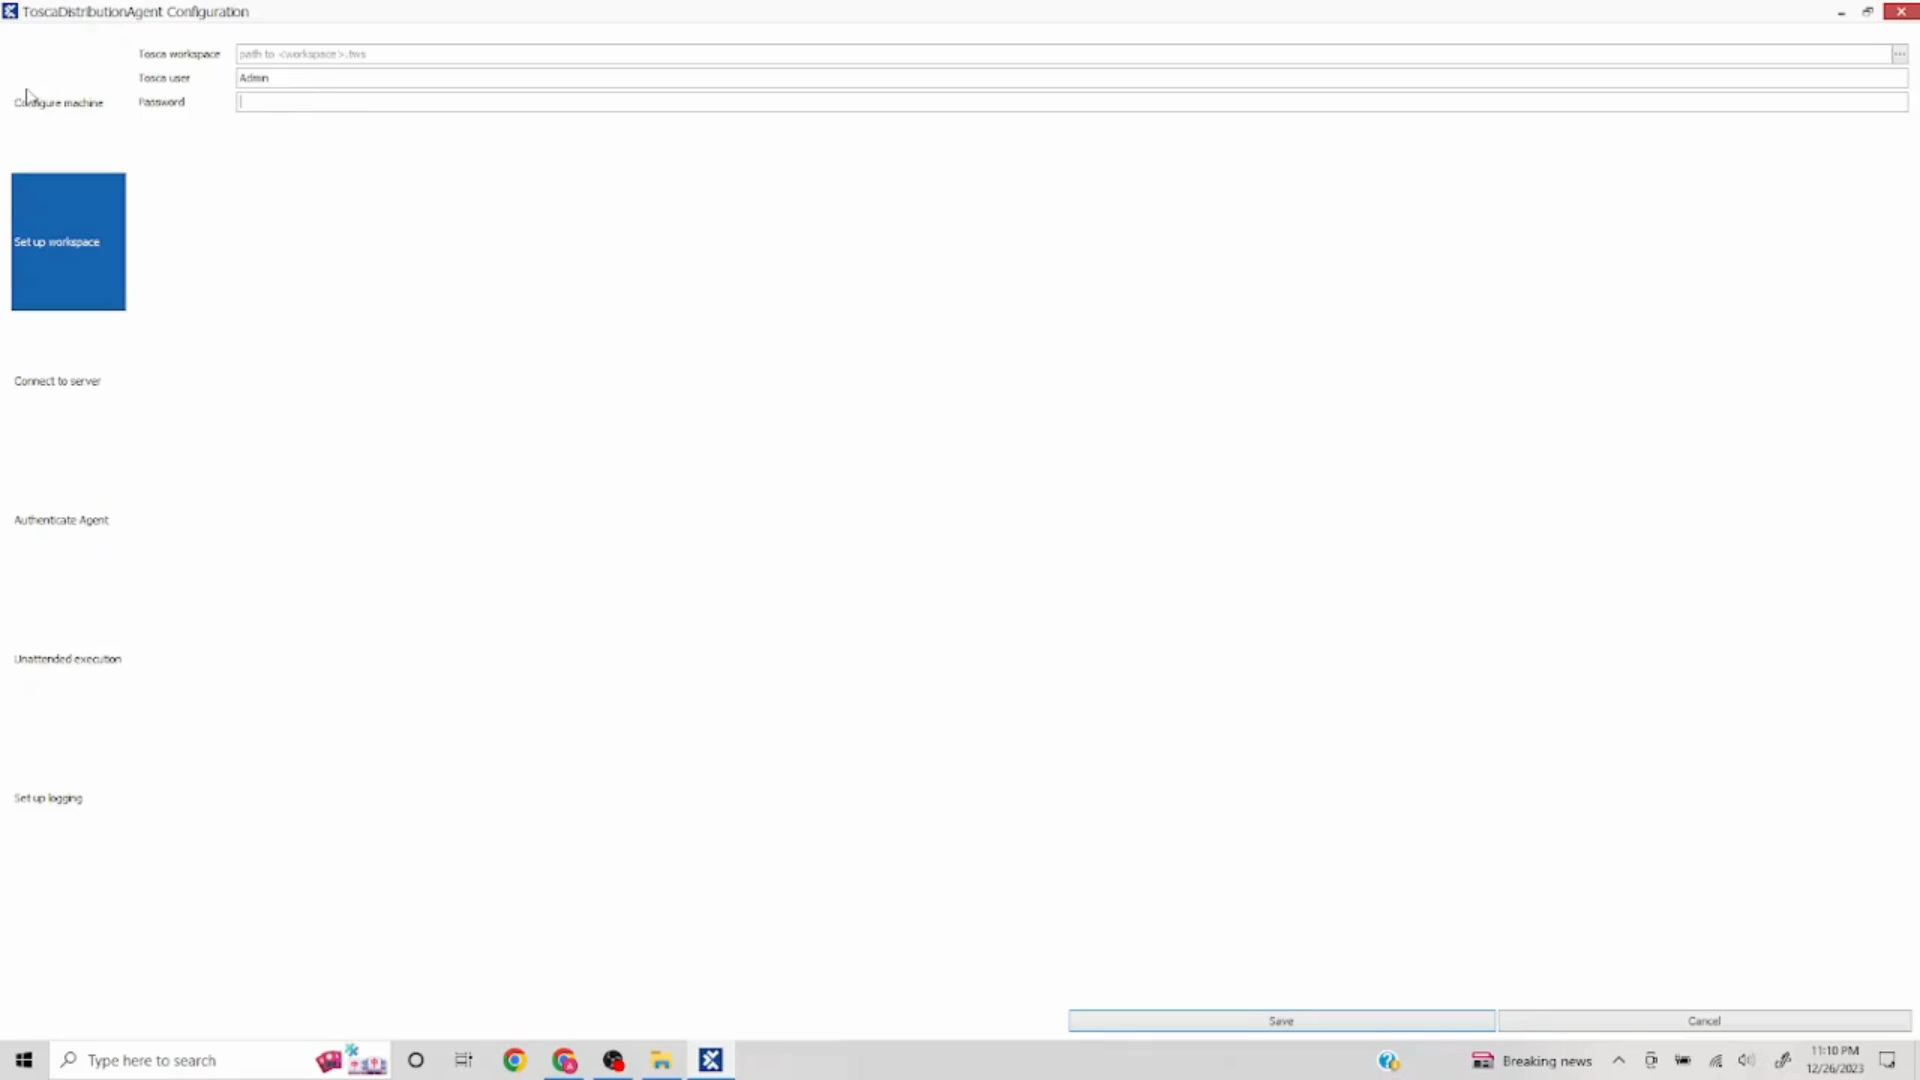 ToscaDistributionAgent Configuration
Tosca workspace path to <workspace>.tws ...
Tosca user Admin
Configure machine Password
Set up workspace
Connect to server
Authenticate Agent
Unattended execution
Set up logging
Save Cancel
Type here to search Breaking news 11:10 PM
12/26/2023